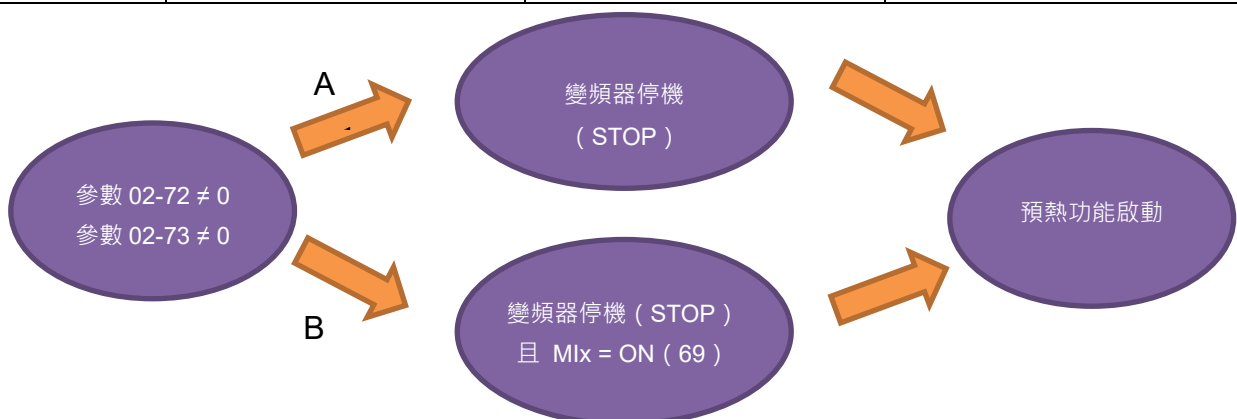 A
變頻器停機
（STOP）
參數 02-72 ≠ 0
參數 02-73 ≠ 0
預熱功能啟動
B
變頻器停機（STOP）
且 MIx = ON（69）